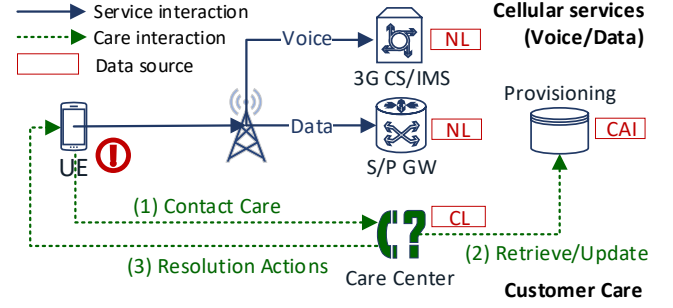 Service interaction
Care interaction
Data source
Cellular services
(Voice/Data)
Voice
NL
3G CS/IMS
Data
NL
S/P GW
Provisioning
CAI
UE
(1) Contact Care
CL
(2) Retrieve/Update
(3) Resolution Actions
Care Center
Customer Care